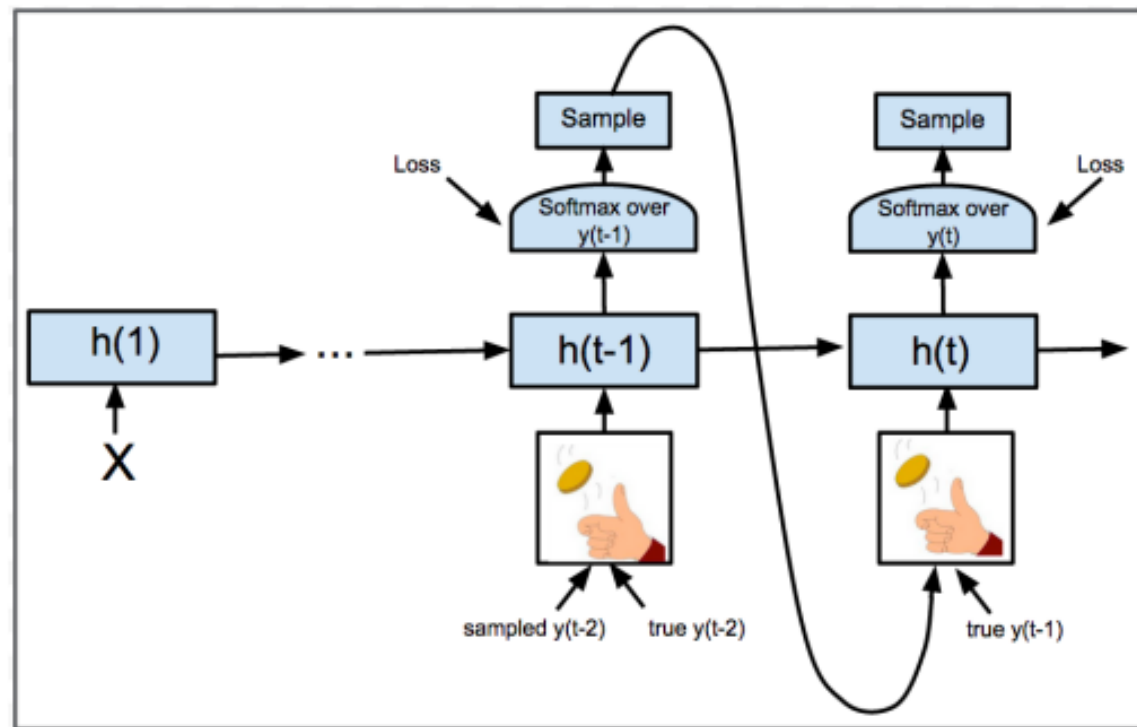 Sample
Sample
Loss
Loss
Softmax over
y(t-1)
Softmax over
y(t)
h(1)
...
h(t-1)
h(t)
X
sampled y(t-2)
true y(t-2)
true y(t-1)